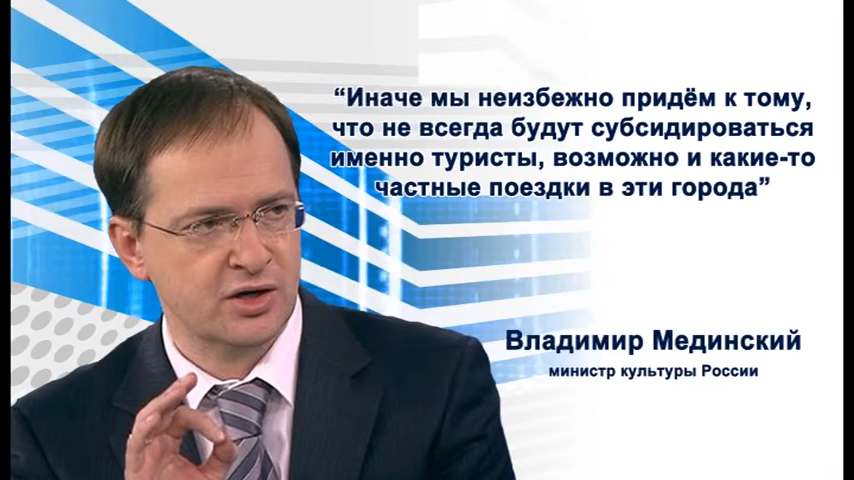 “Иначе мы неизбежно придём к тому,
что не всегда будут субсидироваться
именно туристы, возможно и какие-то
частные поездки в эти города”
Владимир Мединский
министр культуры России